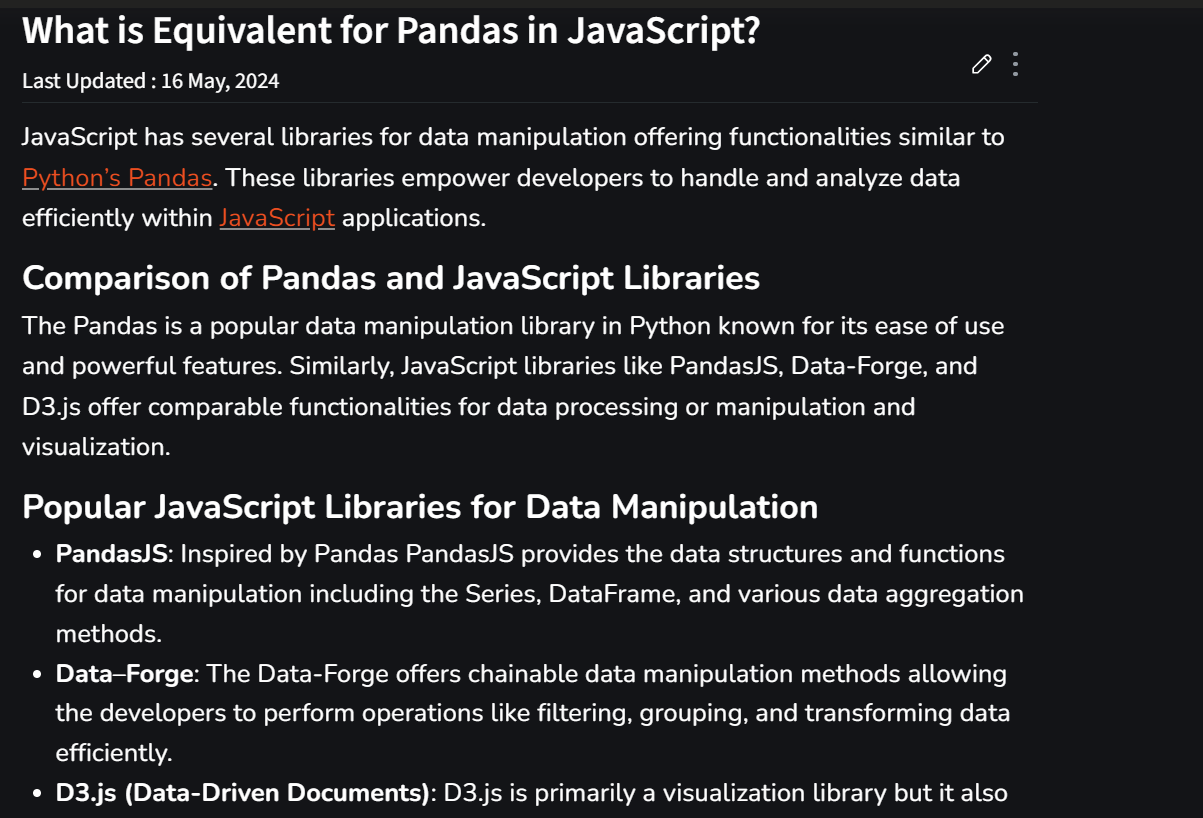 What is Equivalent for Pandas in JavaScript?
Last Updated : 16 May, 2024
JavaScript has several libraries for data manipulation offering functionalities similar to
Python’s Pandas. These libraries empower developers to handle and analyze data
efficiently within JavaScript applications.
Comparison of Pandas and JavaScript Libraries
The Pandas is a popular data manipulation library in Python known for its ease of use
and powerful features. Similarly, JavaScript libraries like PandasJS, Data-Forge, and
D3.js offer comparable functionalities for data processing or manipulation and
visualization.
Popular JavaScript Libraries for Data Manipulation
• PandasJS: Inspired by Pandas PandasJS provides the data structures and functions
for data manipulation including the Series, DataFrame, and various data aggregation
methods.
• Data–Forge: The Data-Forge offers chainable data manipulation methods allowing
the developers to perform operations like filtering, grouping, and transforming data
efficiently.
• D3.js (Data-Driven Documents): D3.js is primarily a visualization library but it also